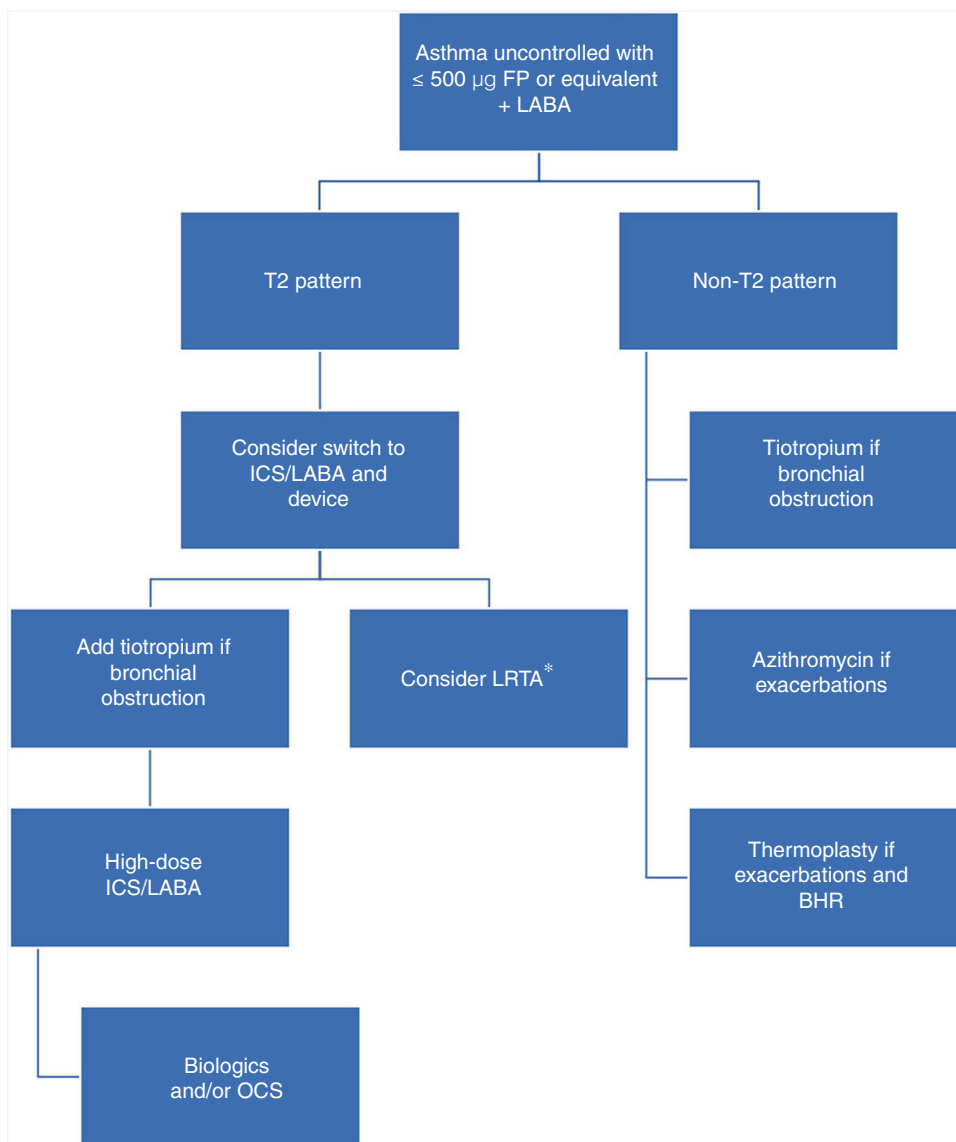 Asthma uncontrolled with
≤ 500 μg FP or equivalent
+ LABA
T2 pattern
Non-T2 pattern
Consider switch to
ICS/LABA and
device
Tiotropium if
bronchial
obstruction
Add tiotropium if
bronchial
obstruction
Consider LRTA*
Azithromycin if
exacerbations
High-dose
ICS/LABA
Thermoplasty if
exacerbations and
BHR
Biologics
and/or OCS